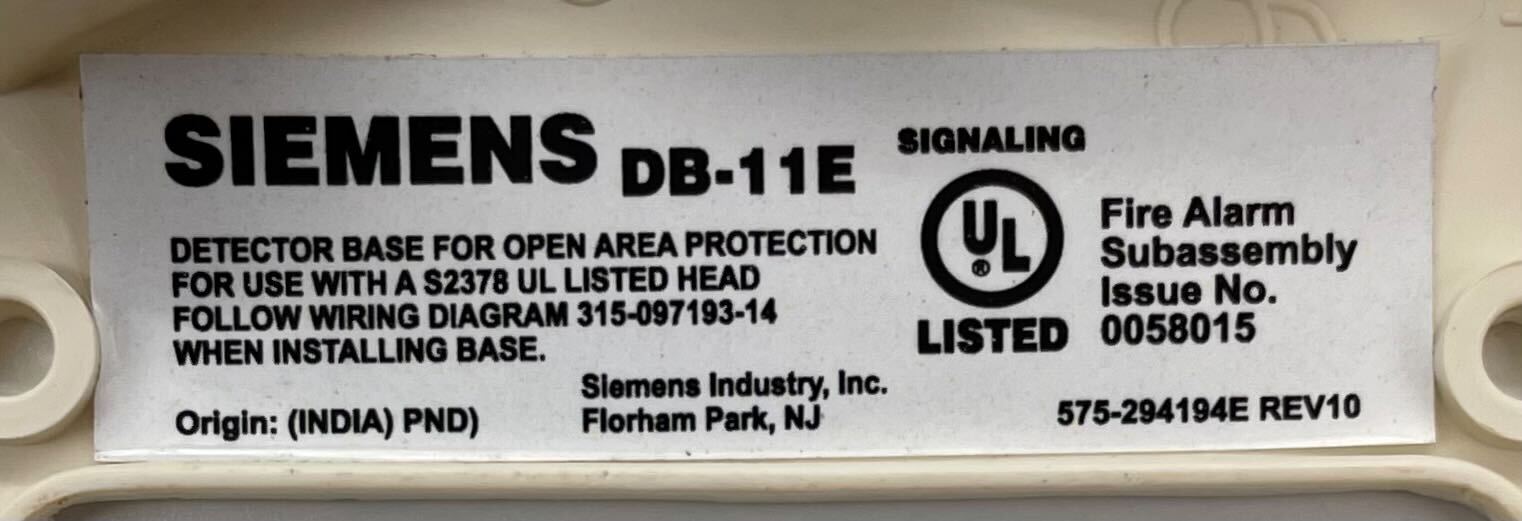 SIEMENS DB-11E
DETECTOR BASE FOR OPEN AREA PROTECTION
FOR USE WITH A S2378 UL LISTED HEAD
FOLLOW WIRING DIAGRAM 315-097193-14
WHEN INSTALLING BASE.
Origin: (INDIA) PND)
Siemens Industry, Inc.
Florham Park, NJ
SIGNALING
UL
®
LISTED
Fire Alarm
Subassembly
Issue No.
0058015
575-294194E REV10